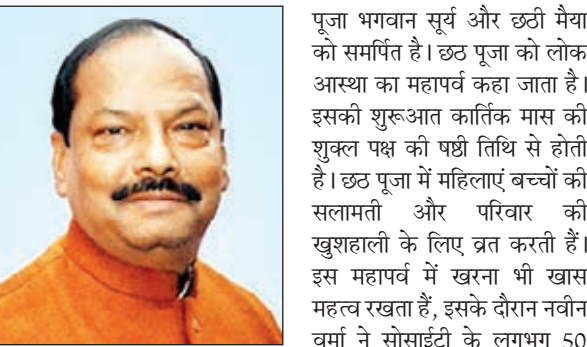 पूजा भगवान सूर्य और छठी मैया
को समर्पित है। छठ पूजा को लोक
आस्था का महापर्व कहा जाता है।
इसकी शुरूआत कार्तिक मास की
शुक्ल पक्ष की षष्ठी तिथि से होती
है। छठ पूजा में महिलाएं बच्चों की
सलामती और परिवार की
खुशहाली के लिए व्रत करती हैं।
इस महापर्व में खरना भी खास
महत्व रखता हैं, इसके दौरान नवीन
वर्मा ने सोसाईटी के लगभग 50